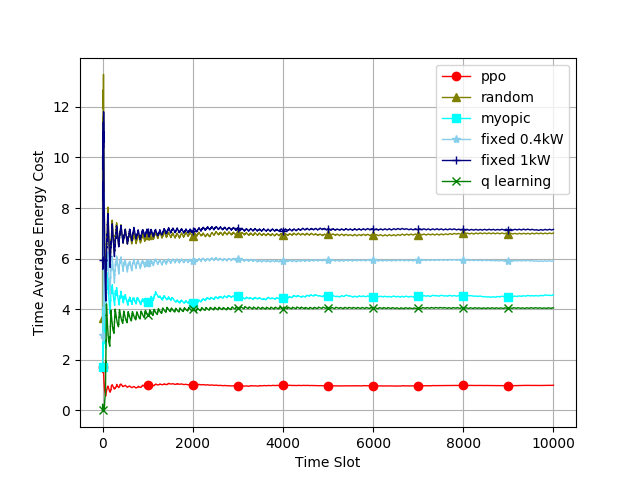 ppo
random
myopic
fixed 0.4kW
fixed 1kW
q learning
Time Average Energy Cost
12
10
8
6
4
2
0
0 2000 4000 6000 8000 10000
Time Slot